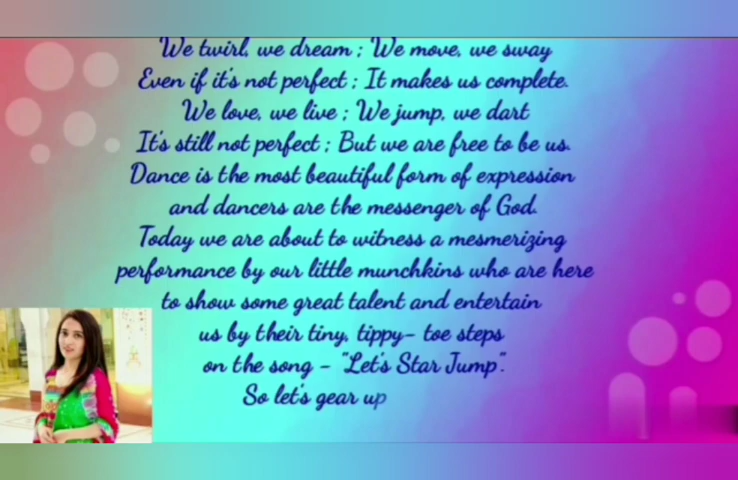 We twirl, we dream ; We move, we sway
Even if it's not perfect ; It makes us complete.
We love, we live ; We jump, we dart
It's still not perfect ; But we are free to be us.
Dance is the most beautiful form of expression
and dancers are the messenger of God.
Today we are about to witness a mesmerizing
performance by our little munchkins who are here
to show some great talent and entertain
us by their tiny, tippy- toe steps
on the song - "Let's Star Jump".
So let's gear up